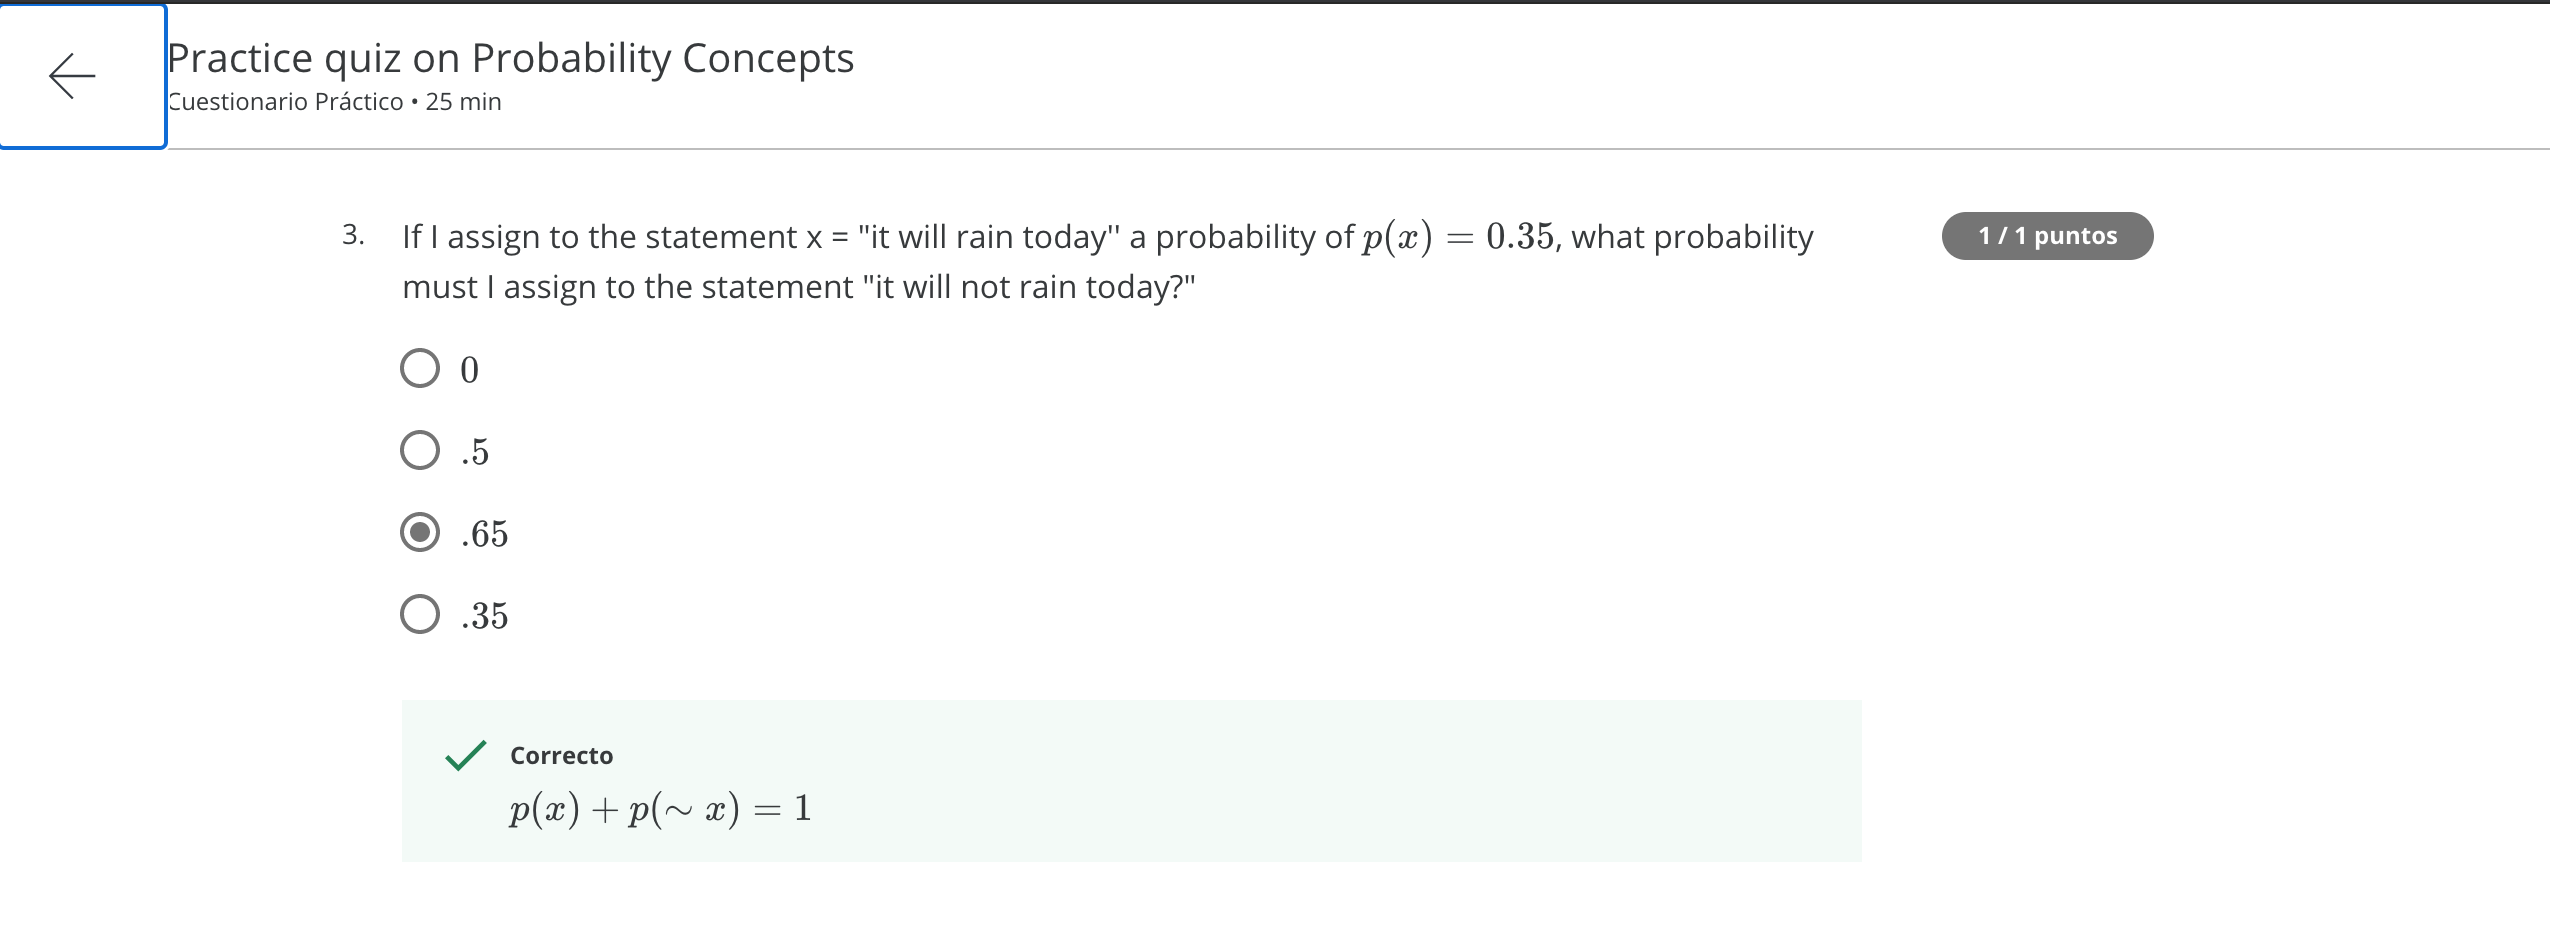 Practice quiz on Probability Concepts
Cuestionario Práctico • 25 min
3. If I assign to the statement x = "it will rain today'' a probability of p(x) = 0.35, what probability
must I assign to the statement "it will not rain today?"
1 / 1 puntos
0
.5
.65
.35
Correcto
p(x) + p(∼ x) = 1